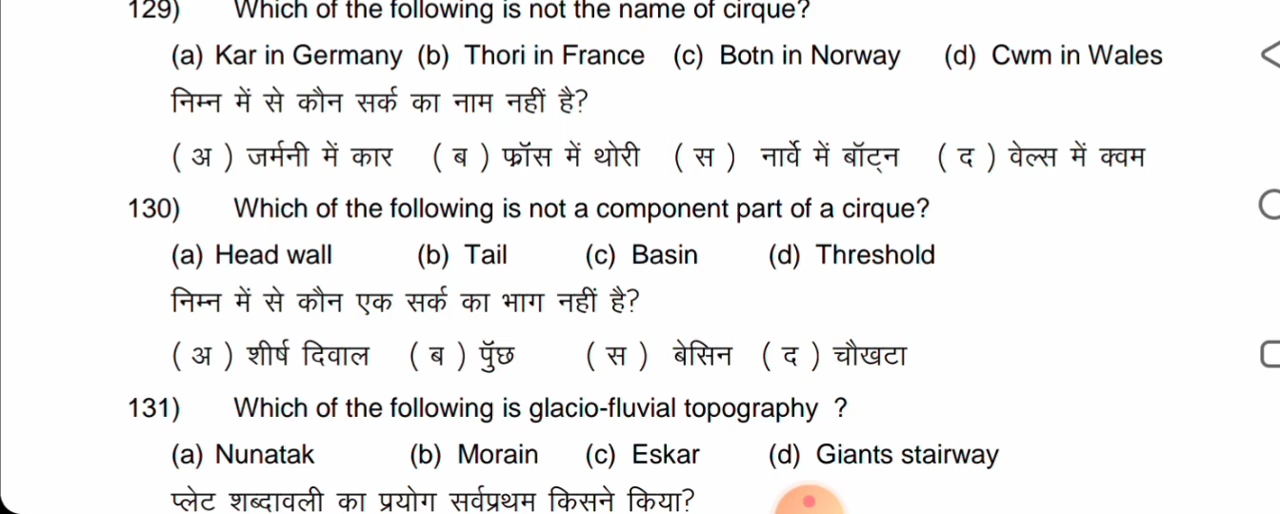 129) Which of the following is not the name of cirque?
(a) Kar in Germany (b) Thori in France (c) Botn in Norway (d) Cwm in Wales
निम्न में से कौन सर्क का नाम नहीं है?
( अ ) जर्मनी में कार ( ब ) फ्रॉंस में थोरी ( स ) नार्वे में बॉट्न ( द ) वेल्स में क्वम
130) Which of the following is not a component part of a cirque?
(a) Head wall (b) Tail (c) Basin (d) Threshold
निम्न में से कौन एक सर्क का भाग नहीं है?
( अ ) शीर्ष दिवाल ( ब ) पुॅंछ ( स ) बेसिन ( द ) चौखटा
131) Which of the following is glacio-fluvial topography ?
(a) Nunatak (b) Morain (c) Eskar (d) Giants stairway
प्लेट शब्दावली का प्रयोग सर्वप्रथम किसने किया?